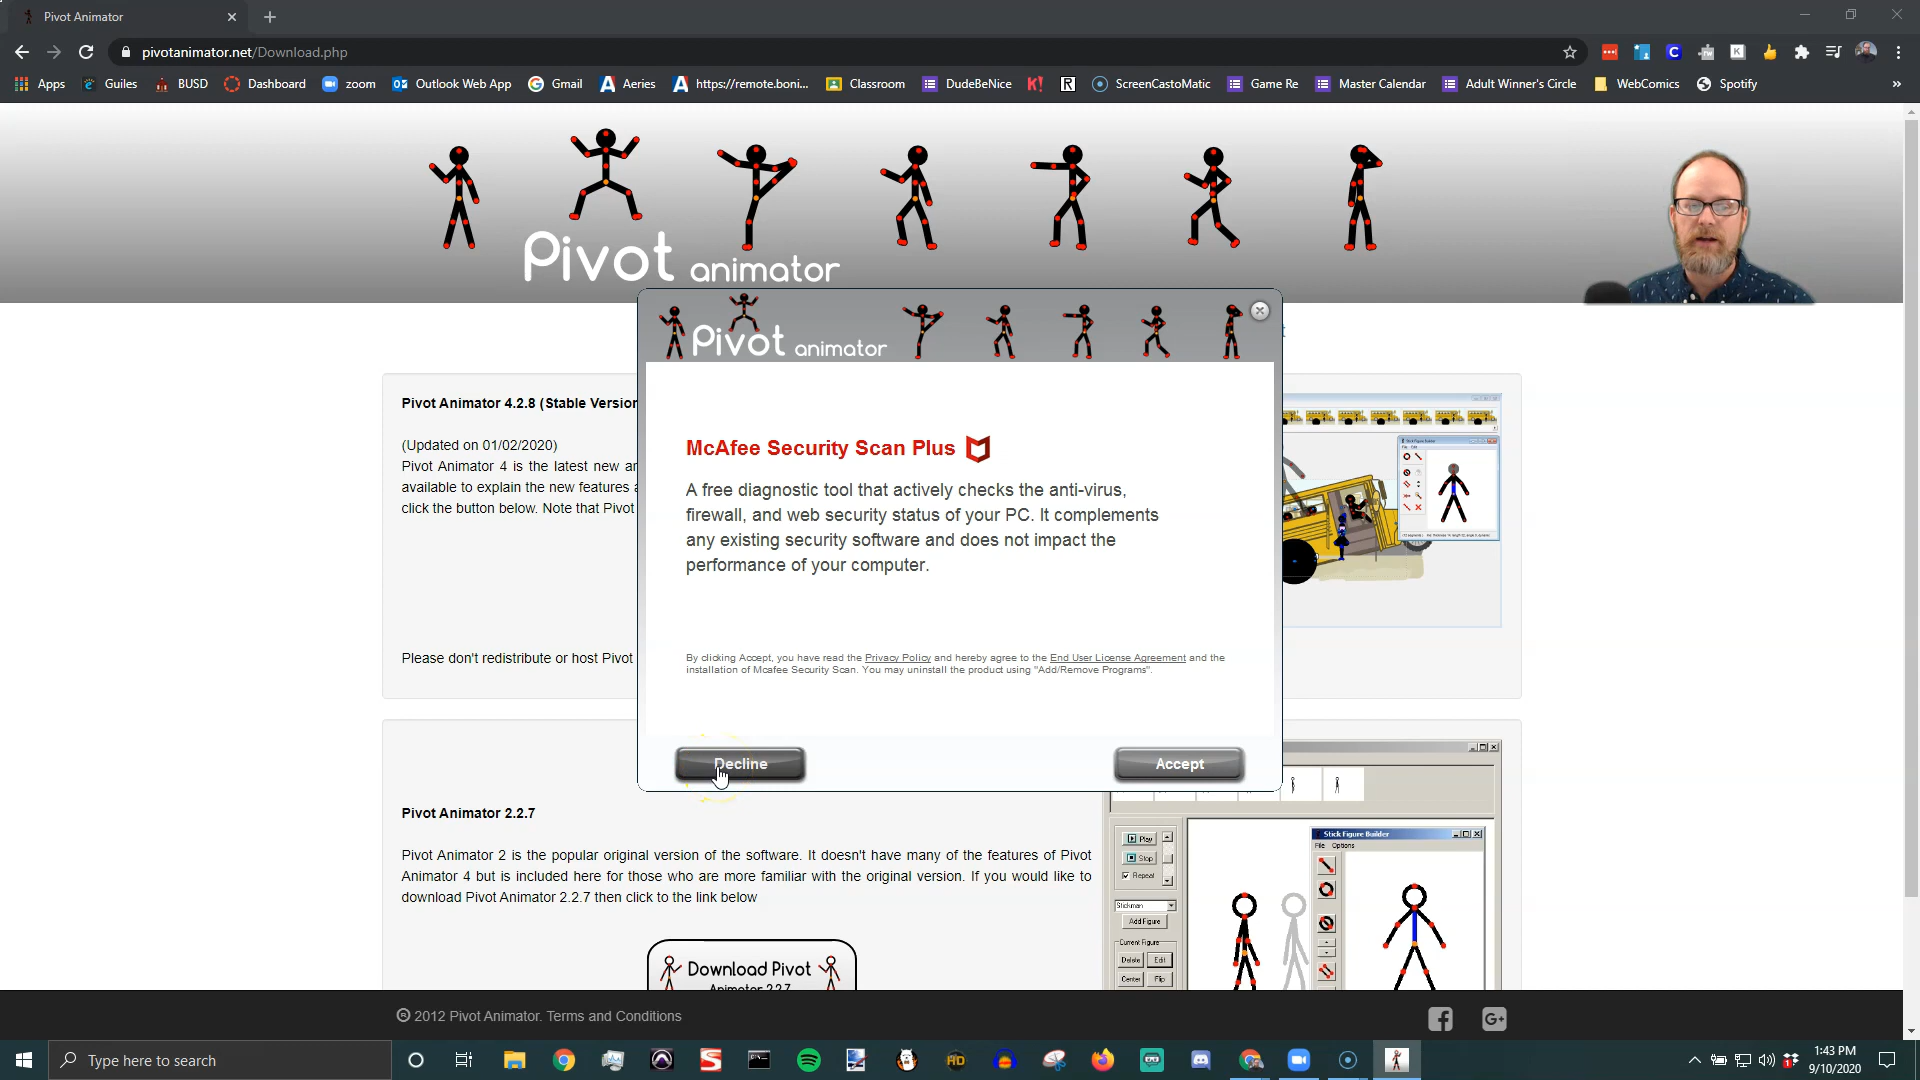 Pivot Animator
pivotanimator.net/Download.php
Apps Guiles BUSD Dashboard zoom Outlook Web App Gmail Aeries https://remote.boni... Classroom DudeBeNice K! R ScreenCastoMatic Game Re Master Calendar Adult Winner's Circle WebComics Spotify »
Pivot animator
Pivot animator
Pivot Animator 4.2.8 (Stable Version
(Updated on 01/02/2020)
Pivot Animator 4 is the latest new ar
available to explain the new features a
click the button below. Note that Pivot
Please don't redistribute or host Pivot
McAfee Security Scan Plus
A free diagnostic tool that actively checks the anti-virus,
firewall, and web security status of your PC. It complements
any existing security software and does not impact the
performance of your computer.
By clicking Accept, you have read the Privacy Policy and hereby agree to the End User License Agreement and the
installation of Mcafee Security Scan. You may uninstall the product using "Add/Remove Programs".
Decline
Accept
Pivot Animator 2.2.7
Pivot Animator 2 is the popular original version of the software. It doesn't have many of the features of Pivot
Animator 4 but is included here for those who are more familiar with the original version. If you would like to
download Pivot Animator 2.2.7 then click to the link below
Download Pivot
Animator 2.2.7
Play
Stop
Repeat
Stickman
Add Figure
Current Figure
Delete Edit
Center Flip
Stick Figure Builder
File Options
Stick Figure Builder
© 2012 Pivot Animator. Terms and Conditions
Type here to search
1:43 PM
9/10/2020